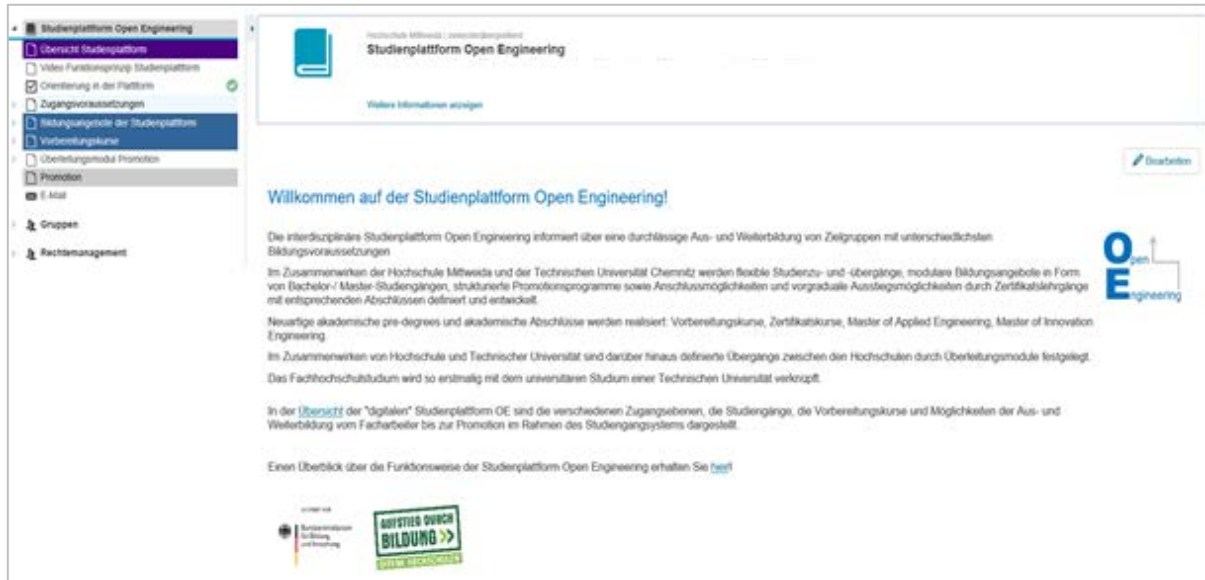 Studienplattform Open Engineering
Übersicht Studienplattform
Video Funktionsprinzip Studienplattform
Orientierung in der Plattform
Zugangsvoraussetzungen
Bildungsangebote der Studienplattform
Vorbereitungskurse
Überleitungsmodul Promotion
Promotion
E-Mail
Gruppen
Rechtemanagement
Hochschule Mittweida |
Studienplattform Open Engineering
Weitere Informationen anzeigen
Bearbeiten
Willkommen auf der Studienplattform Open Engineering!
Die interdisziplinäre Studienplattform Open Engineering informiert über eine durchlässige Aus- und Weiterbildung von Zielgruppen mit unterschiedlichsten
Bildungsvoraussetzungen
Im Zusammenwirken der Hochschule Mittweida und der Technischen Universität Chemnitz werden flexible Studienzu- und -übergänge, modulare Bildungsangebote in Form
von Bachelor-/ Master-Studiengängen, strukturierte Promotionsprogramme sowie Anschlussmöglichkeiten und vorgraduale Ausstiegsmöglichkeiten durch Zertifikatslehrgänge
mit entsprechenden Abschlüssen definiert und entwickelt.
Neuartige akademische pre-degrees und akademische Abschlüsse werden realisiert: Vorbereitungskurse, Zertifikatskurse, Master of Applied Engineering, Master of Innovation
Engineering.
Im Zusammenwirken von Hochschule und Technischer Universität sind darüber hinaus definierte Übergänge zwischen den Hochschulen durch Überleitungsmodule festgelegt.
Das Fachhochschulstudium wird so erstmalig mit dem universitären Studium einer Technischen Universität verknüpft.
In der Übersicht der "digitalen" Studienplattform OE sind die verschiedenen Zugangsebenen, die Studiengänge, die Vorbereitungskurse und Möglichkeiten der Aus- und
Weiterbildung vom Facharbeiter bis zur Promotion im Rahmen des Studiengangsystems dargestellt.
Einen Überblick über die Funktionsweise der Studienplattform Open Engineering erhalten Sie hier!
Open
Engineering
Bundesministerium
für Bildung
und Forschung
AUFSTIEG DURCH
BILDUNG >>
OFFENE HOCHSCHULEN